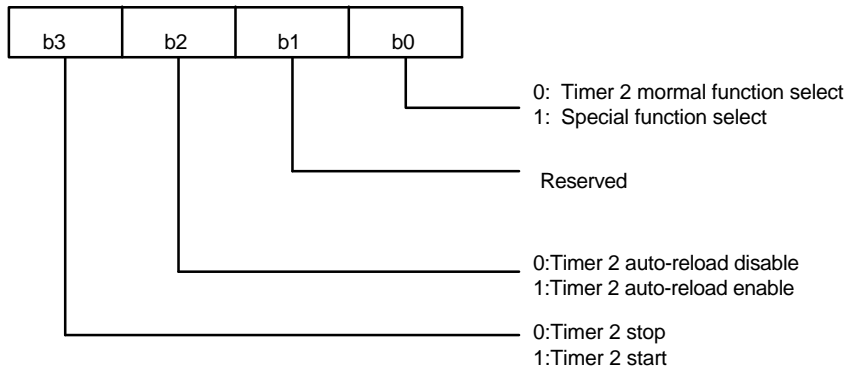 b3 b2 b1 b0
0: Timer 2 mormal function select
1: Special function select
Reserved
0:Timer 2 auto-reload disable
1:Timer 2 auto-reload enable
0:Timer 2 stop
1:Timer 2 start